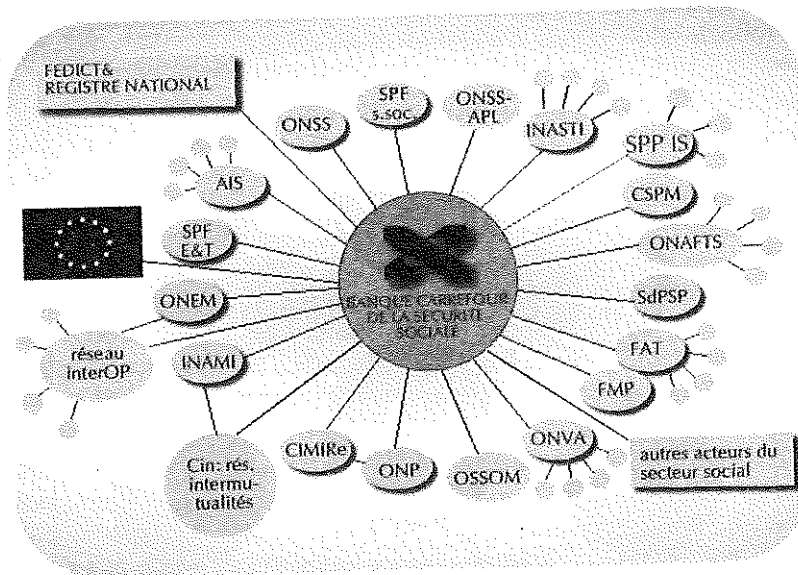 FEDICT&
REGISTRE NATIONAL
ONSS
SPF
s.soc.
ONSS-
APL
INASTI
SPP IS
AIS
CSPM
SPF
E&T
ONAFTS
ONEM
BANQUE CARREFOUR
DE LA SECURITE
SOCIALE
SdPSP
réseau
interOP
INAMI
FAT
FMP
Cin: rés.
intermu-
tualités
CIMIRe
ONP
OSSOM
ONVA
autres acteurs du
secteur social